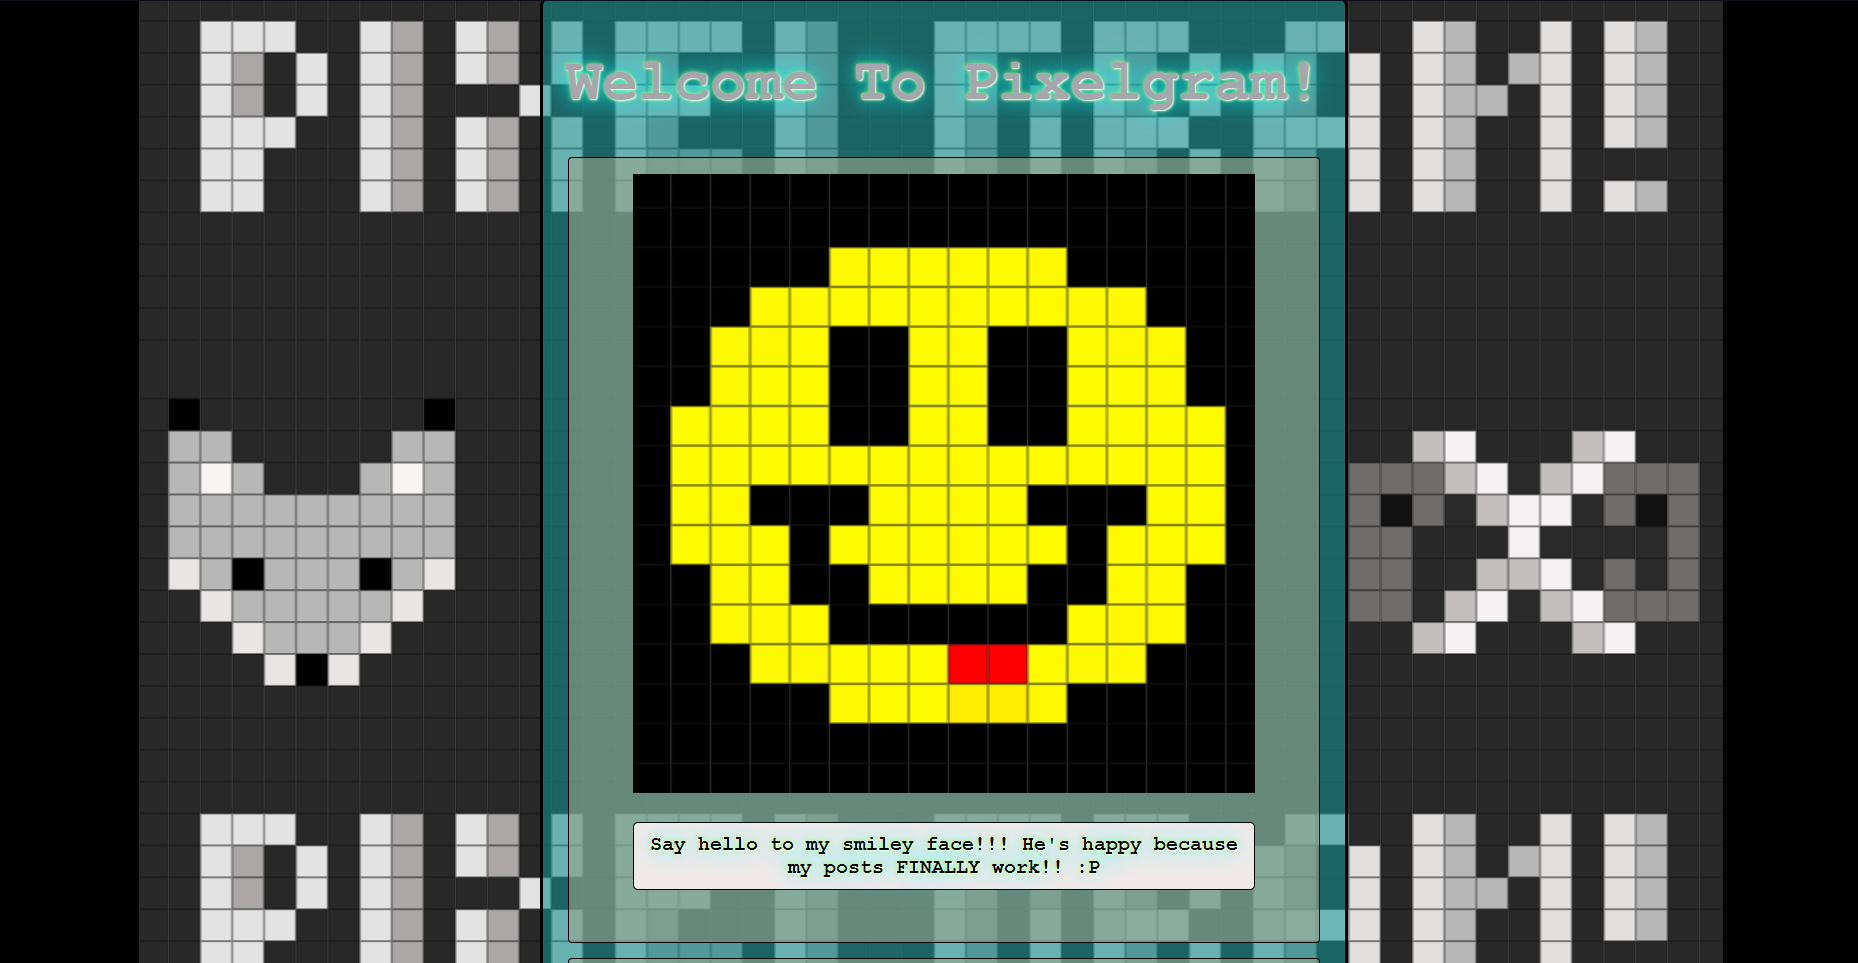 Welcome To Pixelgram!
Say hello to my smiley face!!! He's happy because
my posts FINALLY work!! :P